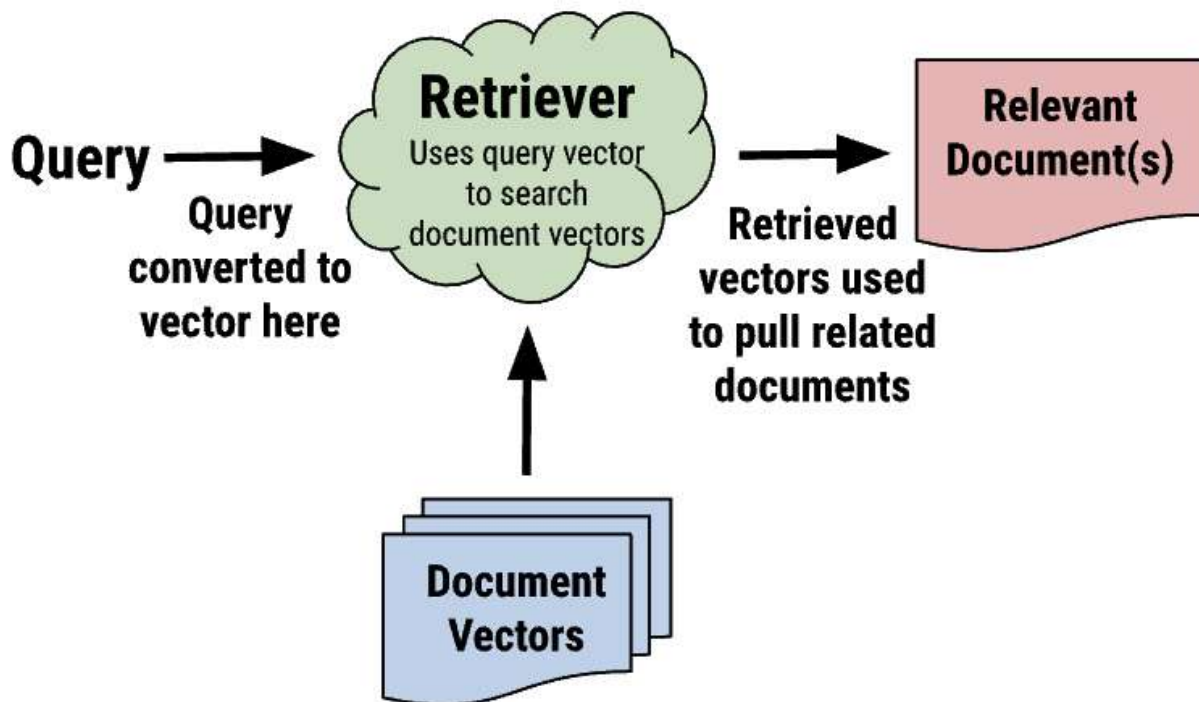 Query
Query
converted to
vector here
Retriever
Uses query vector
to search
document vectors
Retrieved
vectors used
to pull related
documents
Relevant
Document(s)
Document
Vectors